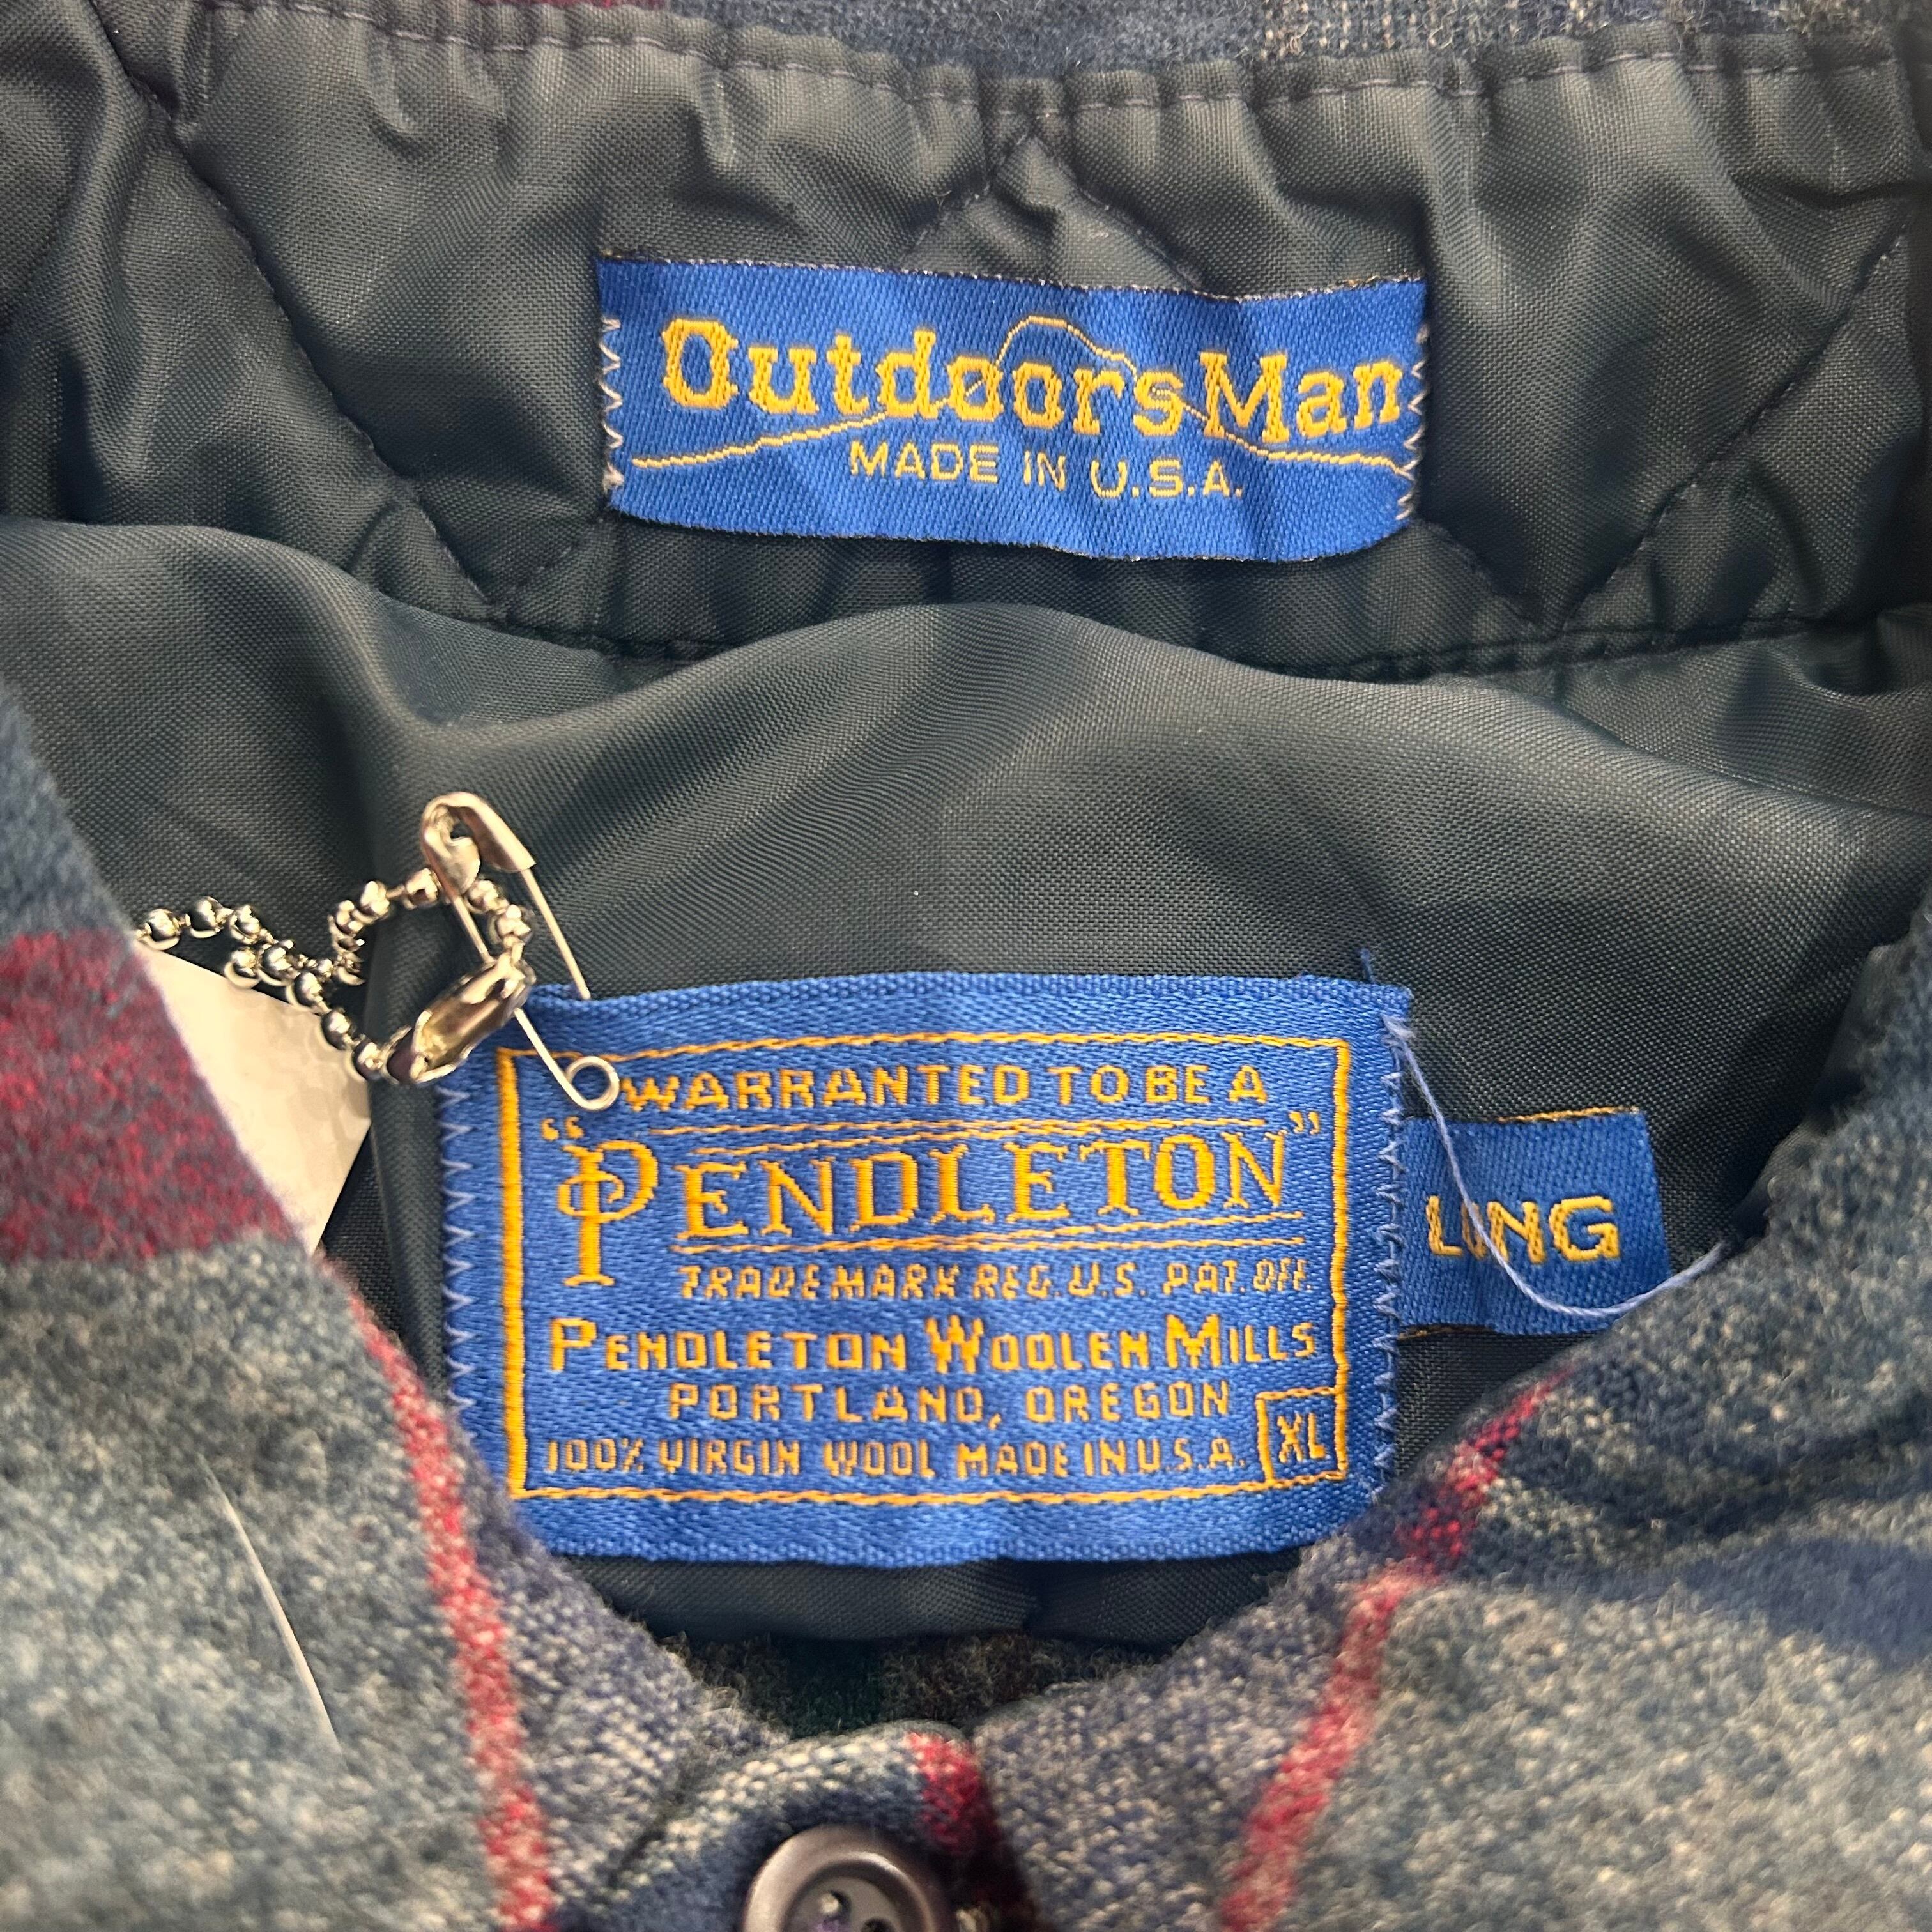 OutdoorsMan
MADE IN U.S.A.
WARRANTED TO BE A
"PENDLETON"
TRADE MARK REG. U.S. PAT. OFF.
PENDLETON WOOLEN MILLS
PORTLAND, OREGON
100% VIRGIN WOOL MADE IN U.S.A.
XL
LONG